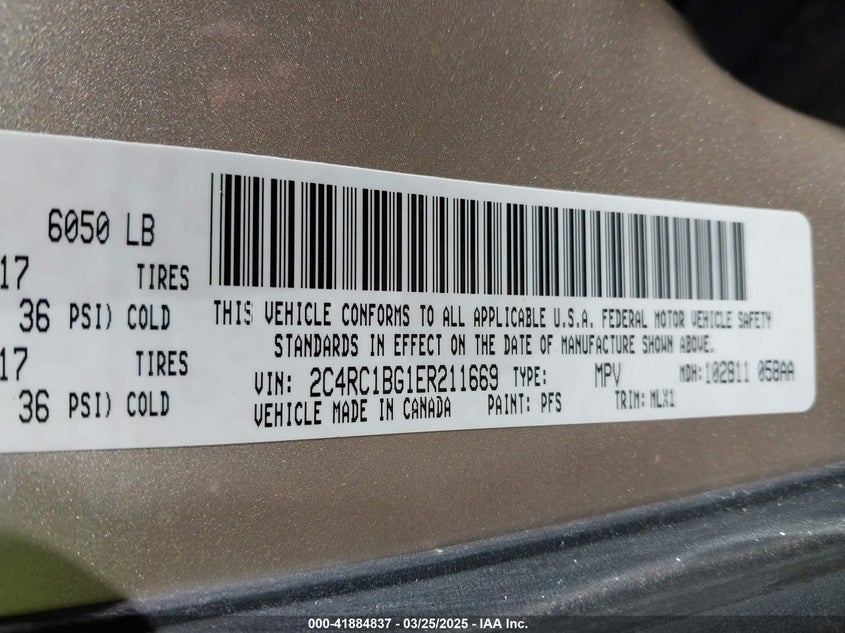 6050 LB
17 TIRES
36 PSI) COLD
17 TIRES
36 PSI) COLD
THIS VEHICLE CONFORMS TO ALL APPLICABLE U.S.A. FEDERAL MOTOR VEHICLE SAFETY
STANDARDS IN EFFECT ON THE DATE OF MANUFACTURE SHOWN ABOVE.
VIN: 2C4RC1BG1ER211669 TYPE: MPV MDH:102811 058AA
VEHICLE MADE IN CANADA PAINT: PFS TRIM: MLX1
000-41884837 - 03/25/2025 - IAA Inc.